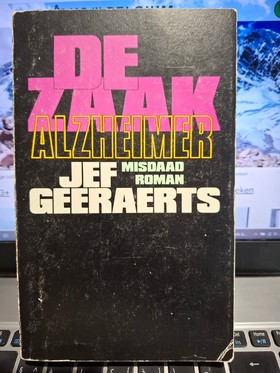 DE
ZAAK
ALZHEIMER
JEF MISDAAD
GEERAERTS ROMAN